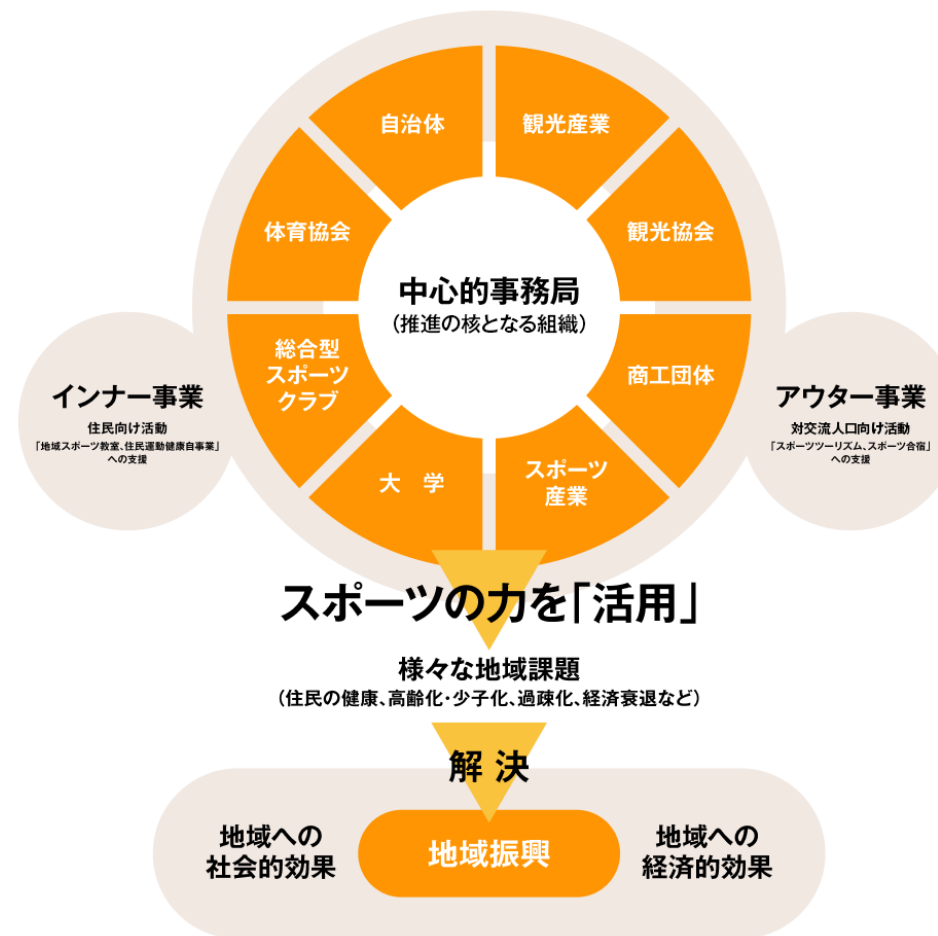 自治体
観光産業
体育協会
観光協会
中心的事務局
（推進の核となる組織）
総合型
スポーツ
クラブ
商工団体
大　学
スポーツ
産業
インナー事業
住民向け活動
「地域スポーツ教室、住民運動健康自事業」
への支援
アウター事業
対交流人口向け活動
「スポーツツーリズム、スポーツ合宿」
への支援
スポーツの力を「活用」
様々な地域課題
（住民の健康、高齢化・少子化、過疎化、経済衰退など）
解 決
地域への
社会的効果
地域振興
地域への
経済的効果